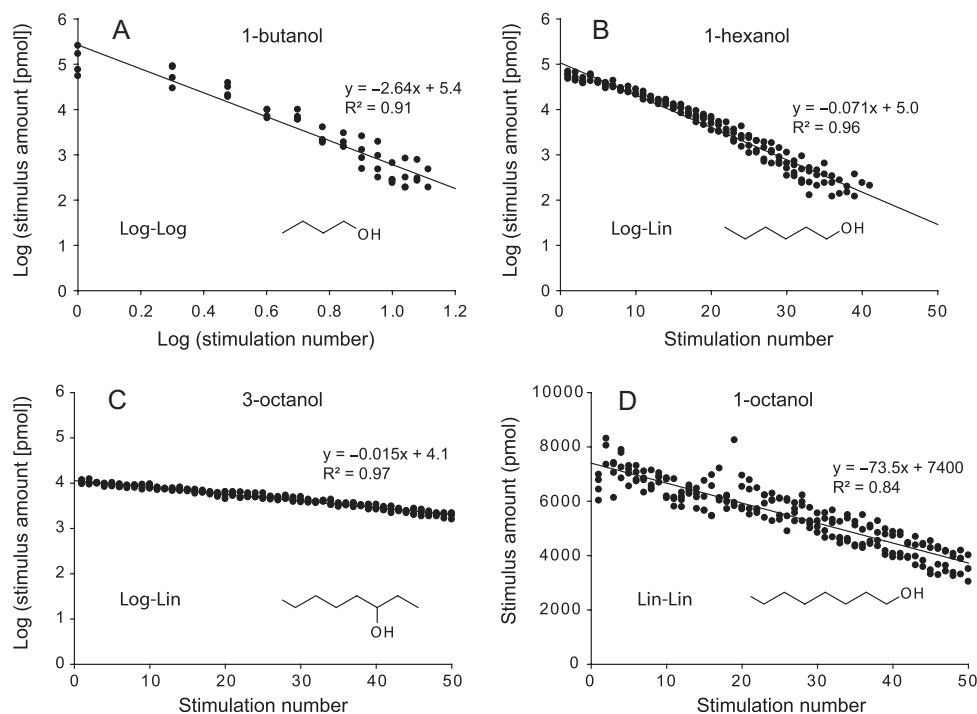 A
1-butanol
6
5
4
3
2
1
0
Log (stimulus amount [pmol])
y = −2.64x + 5.4
R² = 0.91
Log-Log
OH
0 0.2 0.4 0.6 0.8 1.0 1.2
Log (stimulation number)
B
1-hexanol
6
5
4
3
2
1
0
Log (stimulus amount [pmol])
y = −0.071x + 5.0
R² = 0.96
Log-Lin
OH
0 10 20 30 40 50
Stimulation number
C
3-octanol
6
5
4
3
2
1
0
Log (stimulus amount [pmol])
y = −0.015x + 4.1
R² = 0.97
Log-Lin
OH
0 10 20 30 40 50
Stimulation number
D
1-octanol
10000
8000
6000
4000
2000
0
Stimulus amount (pmol)
y = −73.5x + 7400
R² = 0.84
Lin-Lin
OH
0 10 20 30 40 50
Stimulation number